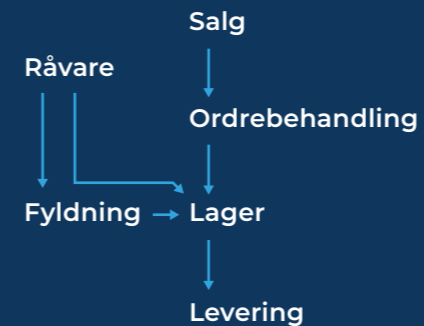 Salg
Råvare
Ordrebehandling
Fyldning
Lager
Levering